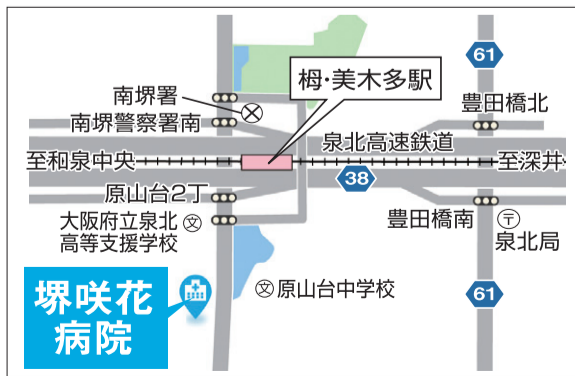 61
栂・美木多駅
南堺署
豊田橋北
南堺警察署南
泉北高速鉄道
至和泉中央
至深井
38
原山台2丁
大阪府立泉北
高等支援学校
文
豊田橋南
〒
泉北局
文
原山台中学校
61
堺咲花
病院